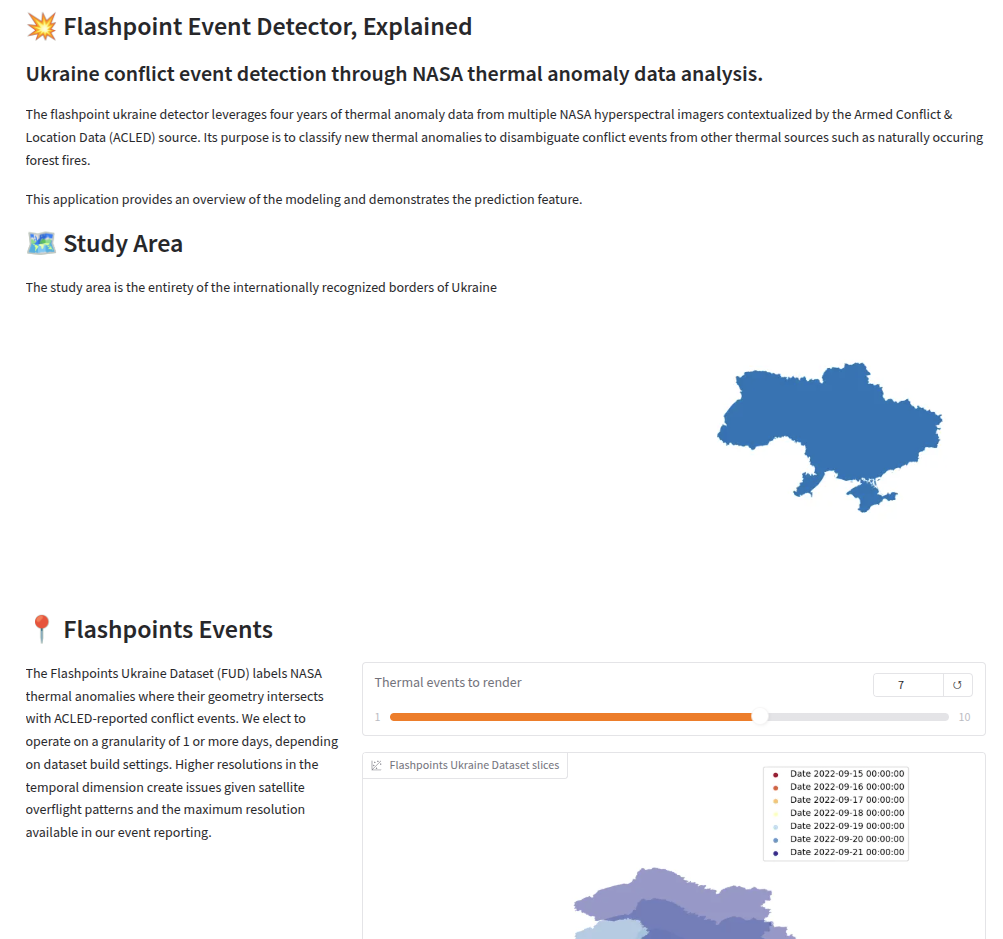 💥 Flashpoint Event Detector, Explained
Ukraine conflict event detection through NASA thermal anomaly data analysis.
The flashpoint ukraine detector leverages four years of thermal anomaly data from multiple NASA hyperspectral imagers contextualized by the Armed Conflict &
Location Data (ACLED) source. Its purpose is to classify new thermal anomalies to disambiguate conflict events from other thermal sources such as naturally occuring
forest fires.
This application provides an overview of the modeling and demonstrates the prediction feature.
🗺️ Study Area
The study area is the entirety of the internationally recognized borders of Ukraine
📍 Flashpoints Events
The Flashpoints Ukraine Dataset (FUD) labels NASA
thermal anomalies where their geometry intersects
with ACLED-reported conflict events. We elect to
operate on a granularity of 1 or more days, depending
on dataset build settings. Higher resolutions in the
temporal dimension create issues given satellite
overflight patterns and the maximum resolution
available in our event reporting.
Thermal events to render
7
↺
1
10
Flashpoints Ukraine Dataset slices
Date 2022-09-15 00:00:00
Date 2022-09-16 00:00:00
Date 2022-09-17 00:00:00
Date 2022-09-18 00:00:00
Date 2022-09-19 00:00:00
Date 2022-09-20 00:00:00
Date 2022-09-21 00:00:00